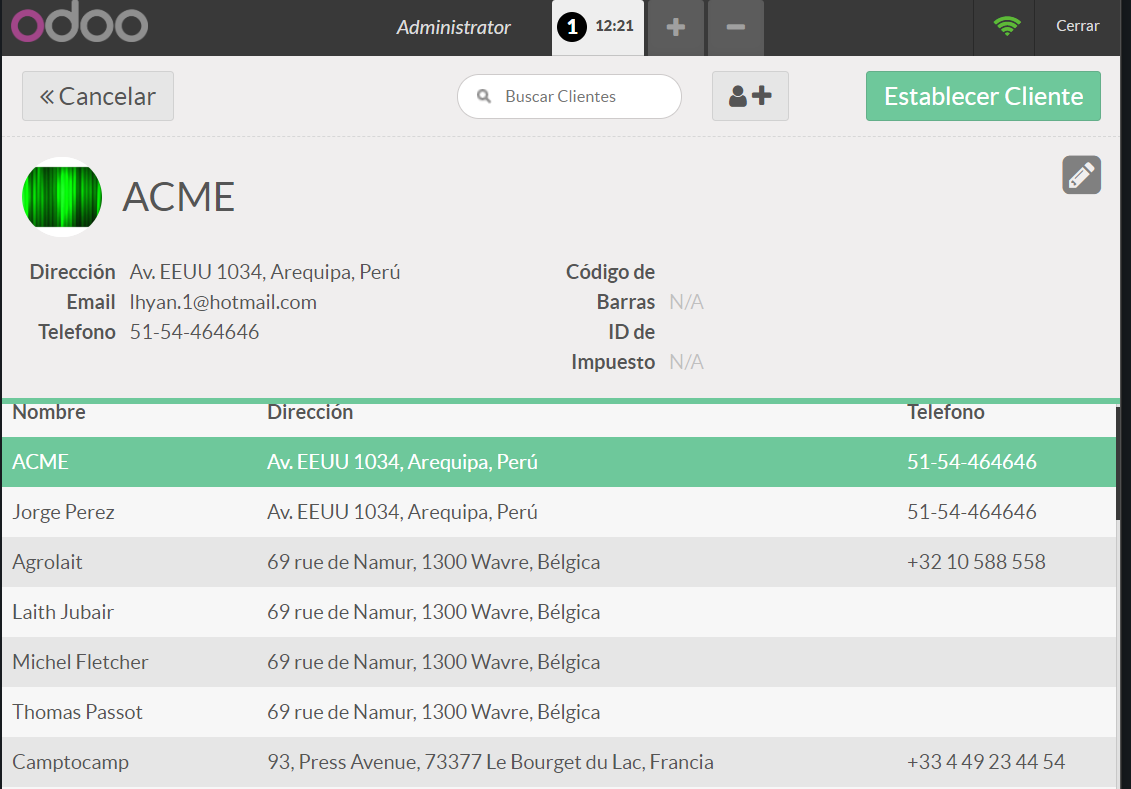 odoo Administrator 1 12:21 + − Cerrar
« Cancelar Buscar Clientes Establecer Cliente
ACME
Dirección Av. EEUU 1034, Arequipa, Perú
Email lhyan.1@hotmail.com
Telefono 51-54-464646
Código de
Barras N/A
ID de
Impuesto N/A
Nombre Dirección Telefono
ACME Av. EEUU 1034, Arequipa, Perú 51-54-464646
Jorge Perez Av. EEUU 1034, Arequipa, Perú 51-54-464646
Agrolait 69 rue de Namur, 1300 Wavre, Bélgica +32 10 588 558
Laith Jubair 69 rue de Namur, 1300 Wavre, Bélgica
Michel Fletcher 69 rue de Namur, 1300 Wavre, Bélgica
Thomas Passot 69 rue de Namur, 1300 Wavre, Bélgica
Camptocamp 93, Press Avenue, 73377 Le Bourget du Lac, Francia +33 4 49 23 44 54